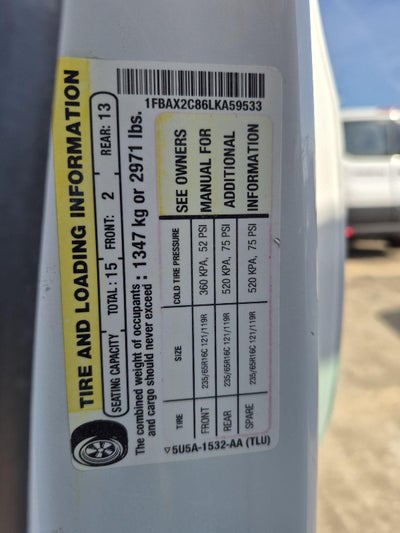 1FBAX2C86LKA59533
TIRE AND LOADING INFORMATION
SEATING CAPACITY TOTAL: 15 FRONT: 2 REAR: 13
The combined weight of occupants
and cargo should never exceed : 1347 kg or 2971 lbs.
TIRE SIZE COLD TIRE PRESSURE SEE OWNERS
FRONT 235/65R16C 121/119R 360 KPA, 52 PSI MANUAL FOR
REAR 235/65R16C 121/119R 520 KPA, 75 PSI ADDITIONAL
SPARE 235/65R16C 121/119R 520 KPA, 75 PSI INFORMATION
▽5U5A-1532-AA (TLU)